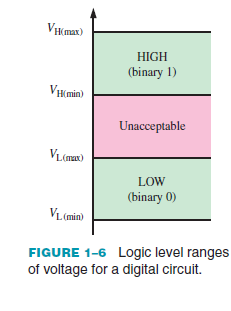 VH(max)
HIGH
(binary 1)
VH(min)
Unacceptable
VL(max)
LOW
(binary 0)
VL(min)
FIGURE 1–6 Logic level ranges
of voltage for a digital circuit.